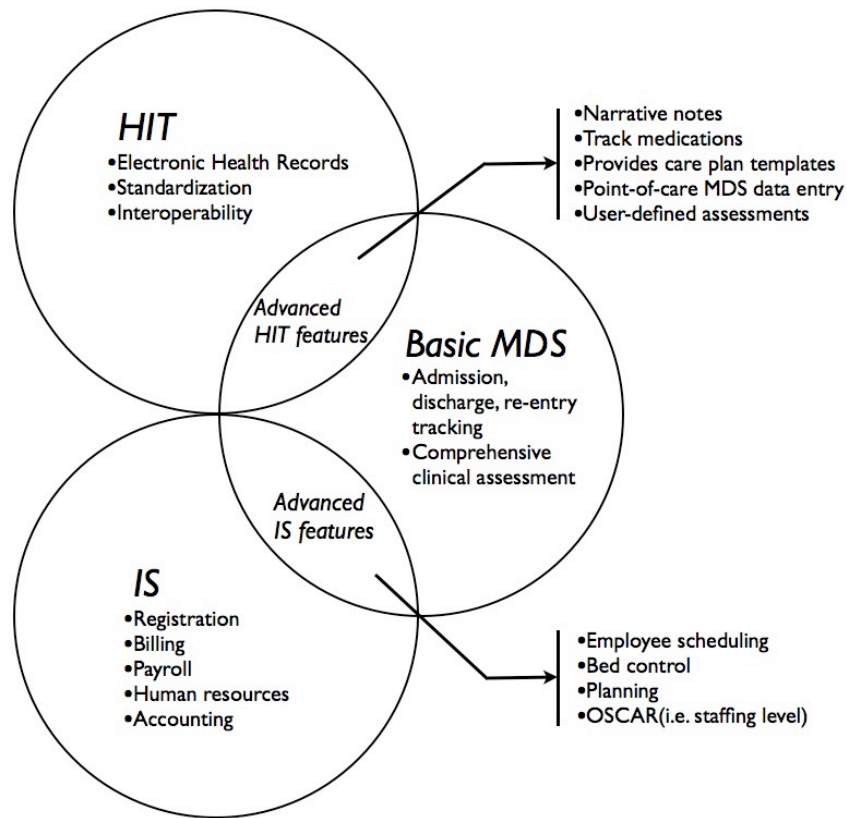 HIT
•Electronic Health Records
•Standardization
•Interoperability
•Narrative notes
•Track medications
•Provides care plan templates
•Point-of-care MDS data entry
•User-defined assessments
Advanced
HIT features
Basic MDS
•Admission,
discharge, re-entry
tracking
•Comprehensive
clinical assessment
Advanced
IS features
IS
•Registration
•Billing
•Payroll
•Human resources
•Accounting
•Employee scheduling
•Bed control
•Planning
•OSCAR(i.e. staffing level)